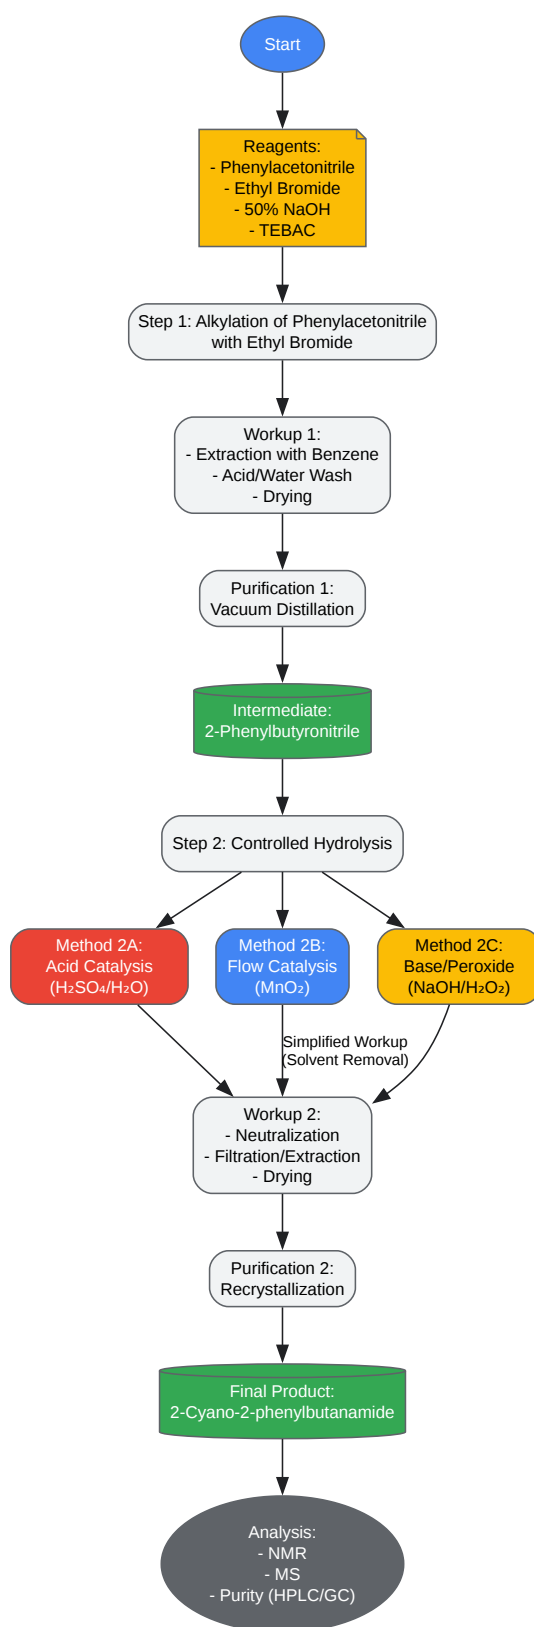 Start
Reagents:
- Phenylacetonitrile
- Ethyl Bromide
- 50% NaOH
- TEBAC
Step 1: Alkylation of Phenylacetonitrile
with Ethyl Bromide
Workup 1:
- Extraction with Benzene
- Acid/Water Wash
- Drying
Purification 1:
Vacuum Distillation
Intermediate:
2-Phenylbutyronitrile
Step 2: Controlled Hydrolysis
Method 2A:
Acid Catalysis
(H₂SO₄/H₂O)
Method 2B:
Flow Catalysis
(MnO₂)
Method 2C:
Base/Peroxide
(NaOH/H₂O₂)
Simplified Workup
(Solvent Removal)
Workup 2:
- Neutralization
- Filtration/Extraction
- Drying
Purification 2:
Recrystallization
Final Product:
2-Cyano-2-phenylbutanamide
Analysis:
- NMR
- MS
- Purity (HPLC/GC)